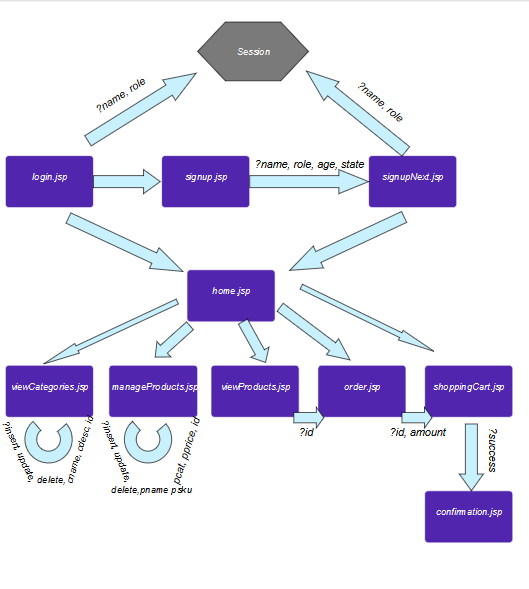 Session
?name, role
?name, role
login.jsp
signup.jsp
?name, role, age, state
signupNext.jsp
home.jsp
viewCategories.jsp
manageProducts.jsp
viewProducts.jsp
order.jsp
shoppingCart.jsp
?id
?id, amount
?insert, update,
delete, cname, cdesc, id
?insert, update,
delete,pname psku
pcat, pprice, id
?success
confirmation.jsp